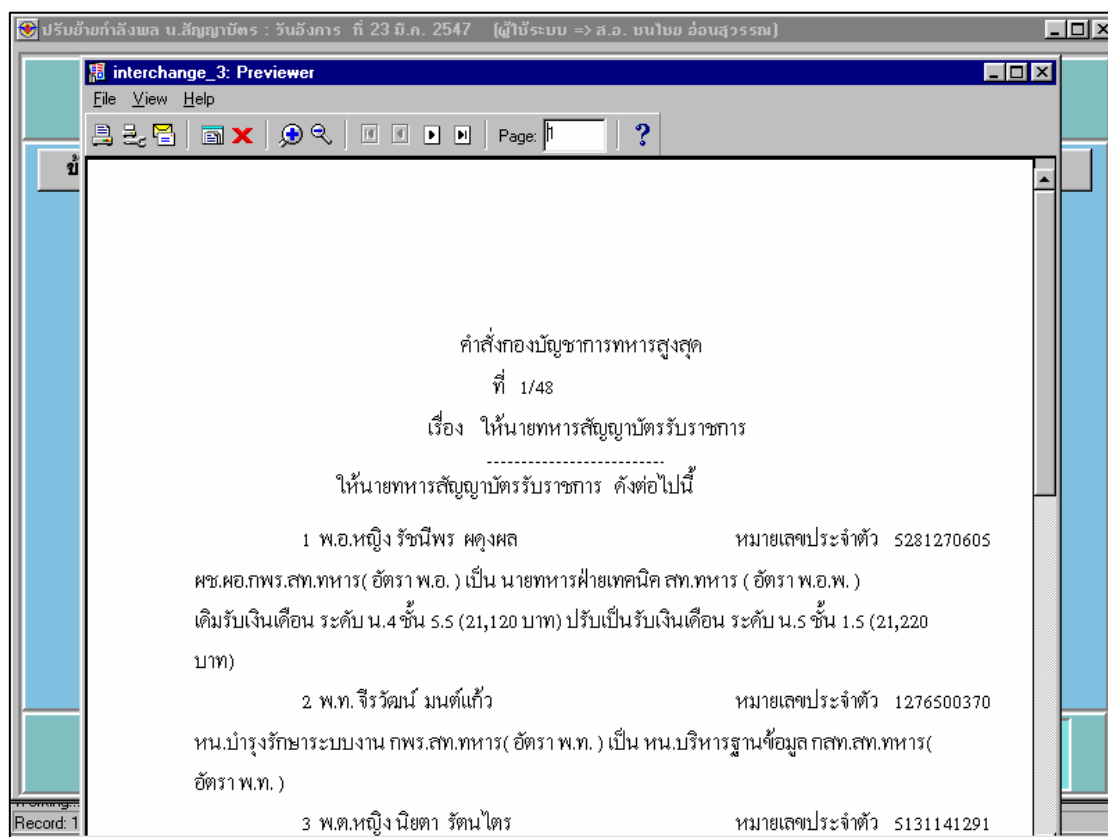 ปรับย้ายกำลังพล น.สัญญาบัตร : วันอังคาร ที่ 23 มี.ค. 2547 (ผู้ใช้ระบบ => ส.อ. ชนไชย อ่อนสุวรรณ)
interchange_3: Previewer
File View Help
Page: 1
คำสั่งกองบัญชาการทหารสูงสุด
ที่ 1/48
เรื่อง ให้นายทหารสัญญาบัตรรับราชการ
--------------------------
ให้นายทหารสัญญาบัตรรับราชการ ดังต่อไปนี้
1 พ.อ.หญิง รัชนีพร ผดุงผล หมายเลขประจำตัว 5281270605
ผช.ผอ.กพร.สท.ทหาร( อัตรา พ.อ. ) เป็น นายทหารฝ่ายเทคนิค สท.ทหาร ( อัตรา พ.อ.พ. )
เดิมรับเงินเดือน ระดับ น.4 ชั้น 5.5 (21,120 บาท) ปรับเป็นรับเงินเดือน ระดับ น.5 ชั้น 1.5 (21,220
บาท)
2 พ.ท. จีรวัฒน์ มนต์แก้ว หมายเลขประจำตัว 1276500370
หน.บำรุงรักษาระบบงาน กพร.สท.ทหาร( อัตรา พ.ท. ) เป็น หน.บริหารฐานข้อมูล กสท.สท.ทหาร(
อัตรา พ.ท. )
3 พ.ต.หญิง นิยตา รัตนไตร หมายเลขประจำตัว 5131141291
Record: 1